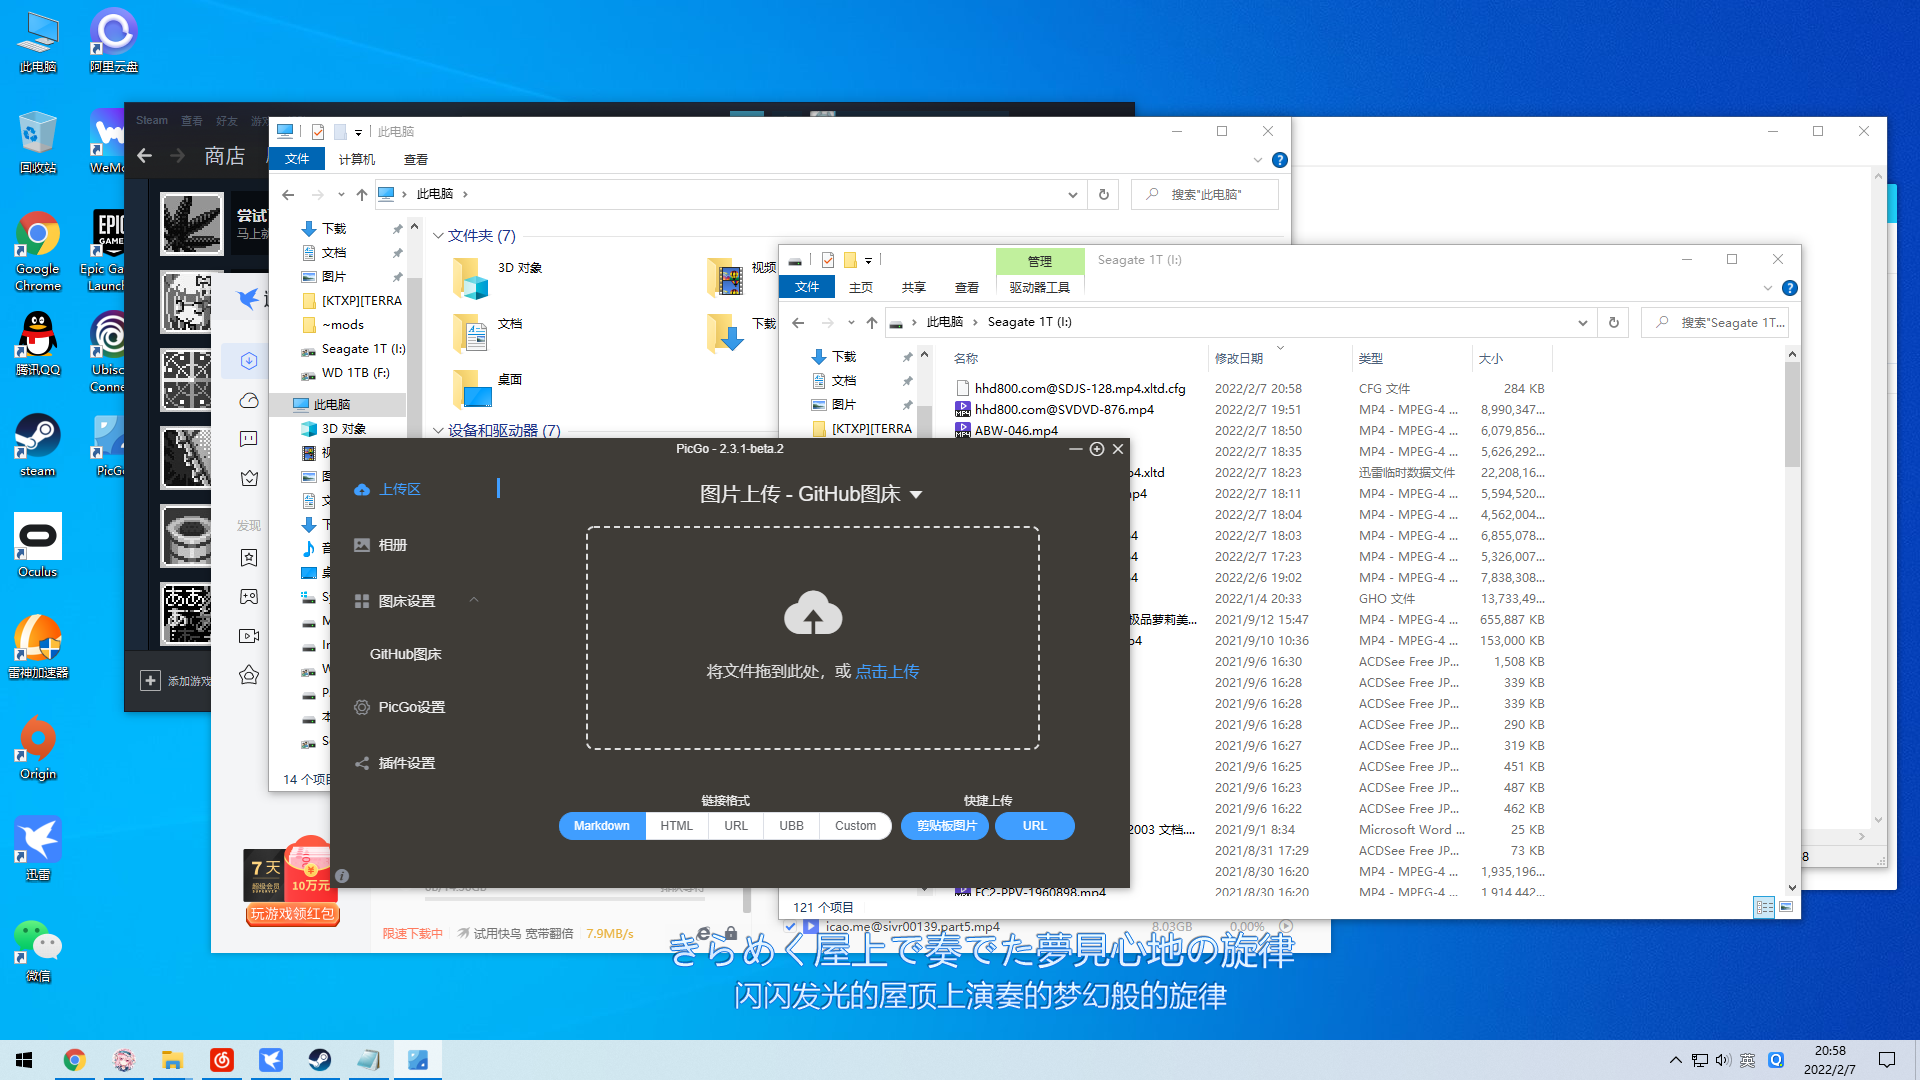 此电脑
阿里云盘
回收站
WeMo
Google
Chrome
Epic Ga
Launch
EPIC
GAME
腾讯QQ
Ubiso
Conne
steam
PicGo
Oculus
雷神加速器
Origin
迅雷
微信
Steam
查看
好友
商店
马上就
添加游戏
发现
7天
超级会员
10万元
玩游戏领红包
限速下载中
试用快鸟 宽带翻倍
7.9MB/s
此电脑
文件
计算机
查看
此电脑
搜索"此电脑"
下载
文档
图片
[KTXP][TERRA
~mods
Seagate 1T (I:)
WD 1TB (F:)
此电脑
3D 对象
文件夹 (7)
3D 对象
视频
文档
下载
桌面
设备和驱动器 (7)
管理
Seagate 1T (I:)
文件
主页
共享
查看
驱动器工具
此电脑
Seagate 1T (I:)
搜索"Seagate 1T...
下载
文档
图片
[KTXP][TERRA
名称
修改日期
类型
大小
hhd800.com@SDJS-128.mp4.xltd.cfg
2022/2/7 20:58
CFG 文件
284 KB
hhd800.com@SVDVD-876.mp4
2022/2/7 19:51
MP4 - MPEG-4 ...
8,990,347...
ABW-046.mp4
2022/2/7 18:50
MP4 - MPEG-4 ...
6,079,856...
2022/2/7 18:35
MP4 - MPEG-4 ...
5,626,292...
p4.xltd
2022/2/7 18:23
迅雷临时数据文件
22,208,16...
np4
2022/2/7 18:11
MP4 - MPEG-4 ...
5,594,520...
2022/2/7 18:04
MP4 - MPEG-4 ...
4,562,004...
4
2022/2/7 18:03
MP4 - MPEG-4 ...
6,855,078...
4
2022/2/7 17:23
MP4 - MPEG-4 ...
5,326,007...
4
2022/2/6 19:02
MP4 - MPEG-4 ...
7,838,308...
2022/1/4 20:33
GHO 文件
13,733,49...
极品萝莉美...
2021/9/12 15:47
MP4 - MPEG-4 ...
655,887 KB
p4
2021/9/10 10:36
MP4 - MPEG-4 ...
153,000 KB
2021/9/6 16:30
ACDSee Free JP...
1,508 KB
2021/9/6 16:28
ACDSee Free JP...
339 KB
2021/9/6 16:28
ACDSee Free JP...
339 KB
2021/9/6 16:28
ACDSee Free JP...
290 KB
2021/9/6 16:27
ACDSee Free JP...
319 KB
2021/9/6 16:25
ACDSee Free JP...
451 KB
2021/9/6 16:23
ACDSee Free JP...
487 KB
2021/9/6 16:22
ACDSee Free JP...
462 KB
2003 文档....
2021/9/1 8:34
Microsoft Word ...
25 KB
2021/8/31 17:29
ACDSee Free JP...
73 KB
2021/8/30 16:20
MP4 - MPEG-4 ...
1,935,196...
FC2-PPV-1960898.mp4
2021/8/30 16:20
MP4 - MPEG-4 ...
1,914,442...
121 个项目
14 个项目
PicGo - 2.3.1-beta.2
上传区
相册
图床设置
GitHub图床
PicGo设置
插件设置
图片上传 - GitHub图床
将文件拖到此处，或 点击上传
链接格式
快捷上传
Markdown
HTML
URL
UBB
Custom
剪贴板图片
URL
icao.me@sivr00139.part5.mp4
8.03GB
0.00%
きらめく屋上で奏でた夢見心地の旋律
闪闪发光的屋顶上演奏的梦幻般的旋律
英
20:58
2022/2/7